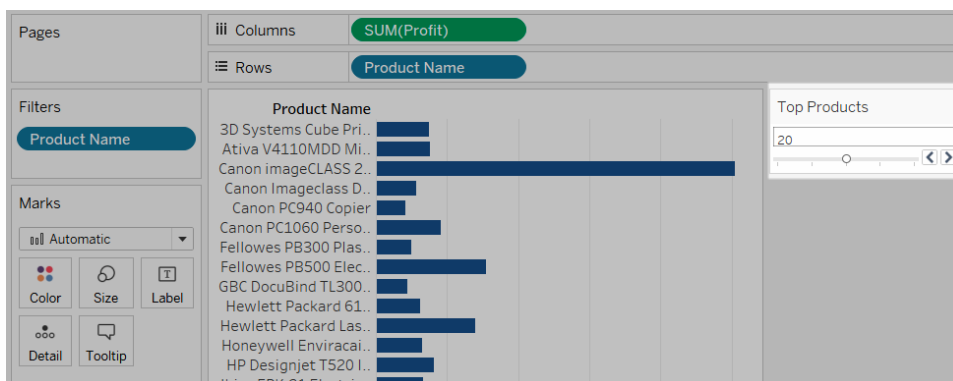 Pages
Columns
SUM(Profit)
Rows
Product Name
Filters
Product Name
Marks
Automatic
Color
Size
Label
Detail
Tooltip
Product Name
3D Systems Cube Pri..
Ativa V4110MDD Mi..
Canon imageCLASS 2..
Canon Imageclass D..
Canon PC940 Copier
Canon PC1060 Perso..
Fellowes PB300 Plas..
Fellowes PB500 Elec..
GBC DocuBind TL300..
Hewlett Packard 61..
Hewlett Packard Las..
Honeywell Enviracai..
HP Designjet T520 I..
Top Products
20